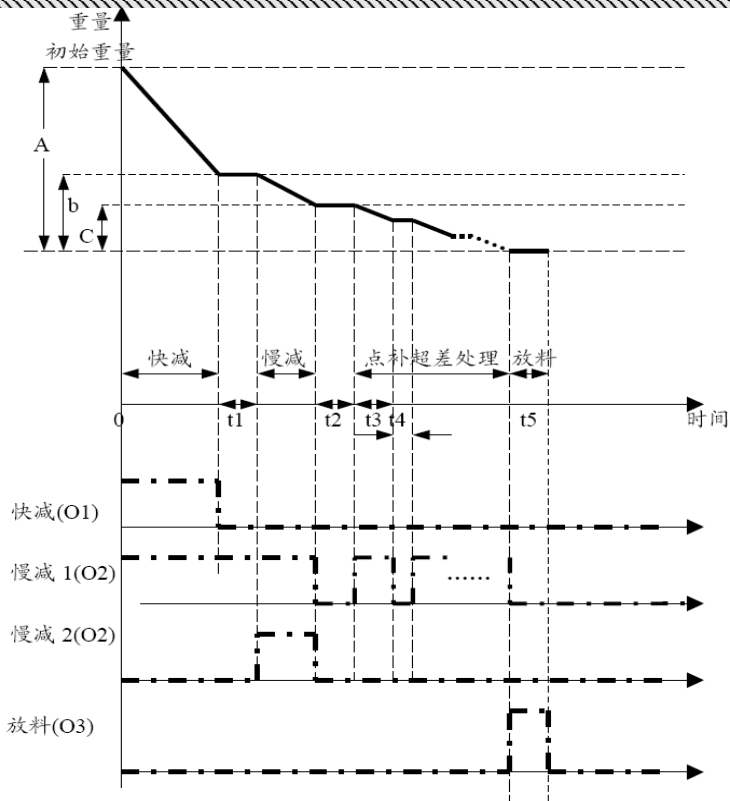 重量
初始重量
A
b
C
快减
慢减
点补超差处理
放料
0
t1
t2
t3
t4
t5
时间
快减(O1)
慢减 1(O2)
......
慢减 2(O2)
放料(O3)